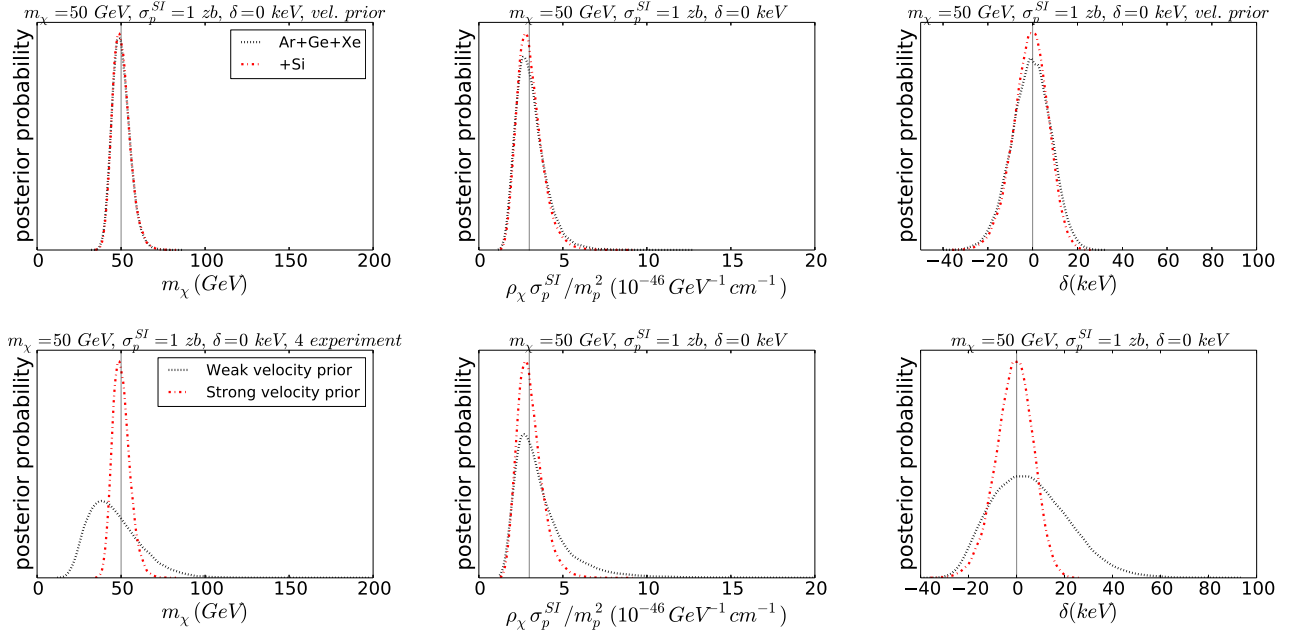 m_χ = 50 GeV, σ_p^{SI} = 1 zb, δ = 0 keV, vel. prior
posterior probability
Ar+Ge+Xe
+Si
0 50 100 150 200
m_χ (GeV)
m_χ = 50 GeV, σ_p^{SI} = 1 zb, δ = 0 keV
posterior probability
0 5 10 15 20
ρ_χ σ_p^{SI}/m_p^2 (10^{-46} GeV^{-1} cm^{-1})
m_χ = 50 GeV, σ_p^{SI} = 1 zb, δ = 0 keV, vel. prior
posterior probability
−40 −20 0 20 40 60 80 100
δ(keV)
m_χ = 50 GeV, σ_p^{SI} = 1 zb, δ = 0 keV, 4 experiment
posterior probability
Weak velocity prior
Strong velocity prior
0 50 100 150 200
m_χ (GeV)
m_χ = 50 GeV, σ_p^{SI} = 1 zb, δ = 0 keV
posterior probability
0 5 10 15 20
ρ_χ σ_p^{SI}/m_p^2 (10^{-46} GeV^{-1} cm^{-1})
m_χ = 50 GeV, σ_p^{SI} = 1 zb, δ = 0 keV
posterior probability
−40 −20 0 20 40 60 80 100
δ(keV)